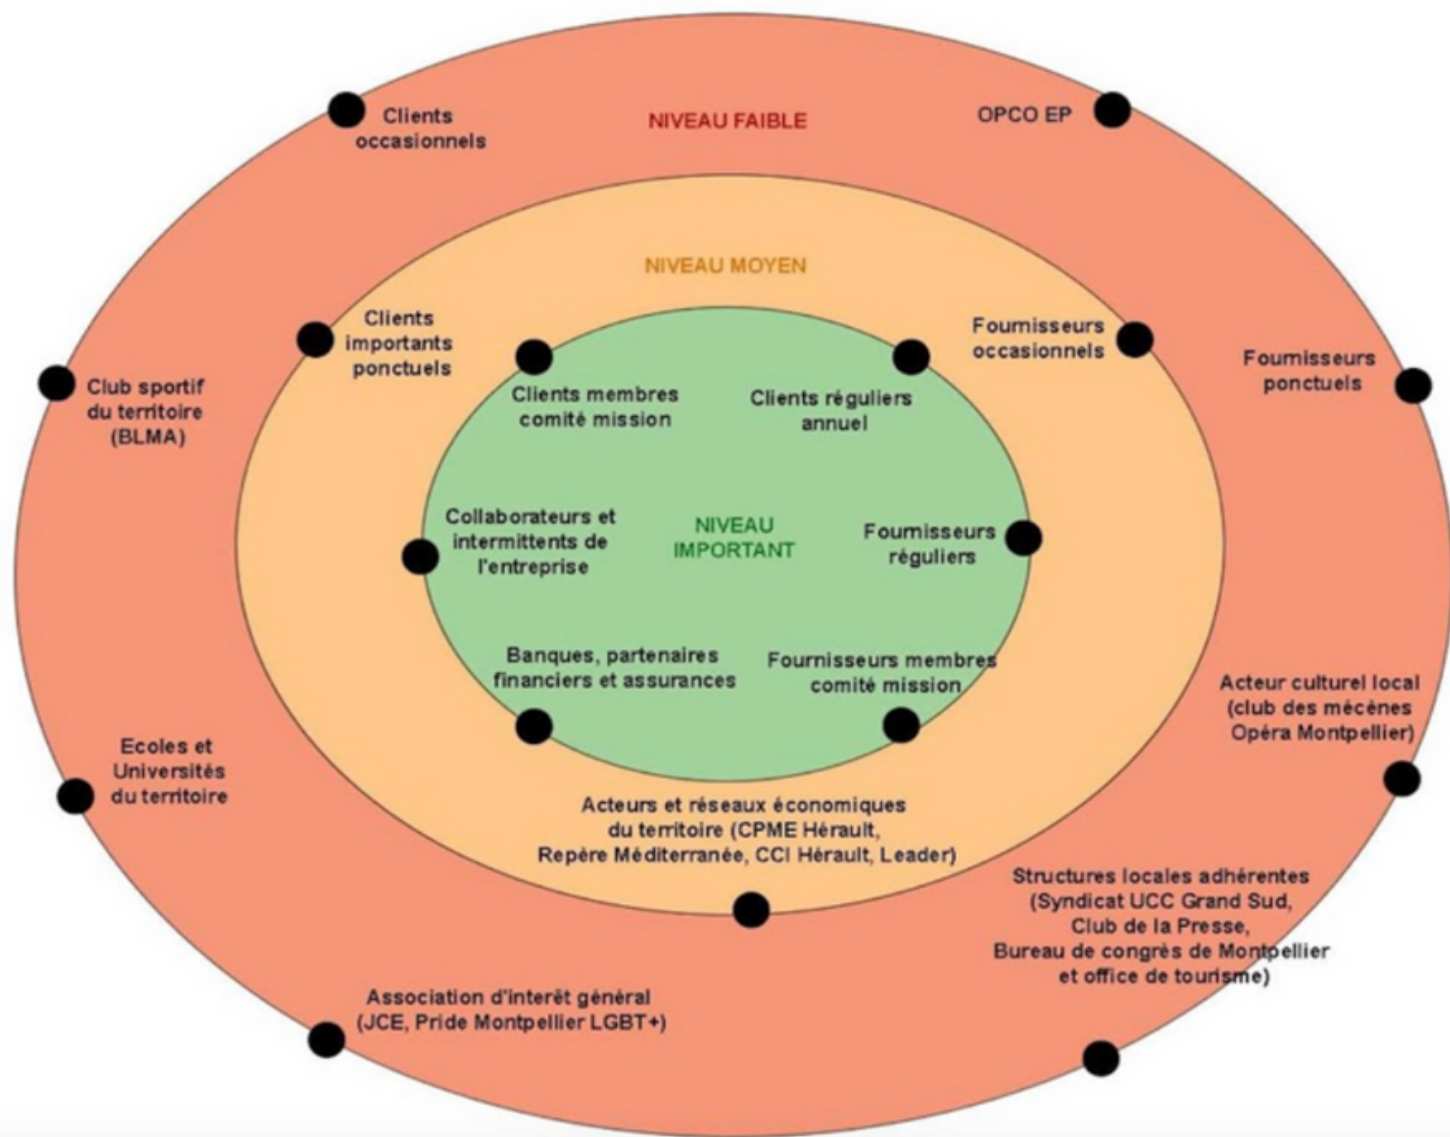 Clients
occasionnels
NIVEAU FAIBLE
OPCO EP
NIVEAU MOYEN
Clients
importants
ponctuels
Fournisseurs
occasionnels
Fournisseurs
ponctuels
Club sportif
du territoire
(BLMA)
Clients membres
comité mission
Clients réguliers
annuel
Collaborateurs et
intermittents de
l'entreprise
NIVEAU
IMPORTANT
Fournisseurs
réguliers
Banques, partenaires
financiers et assurances
Fournisseurs membres
comité mission
Acteur culturel local
(club des mécènes
Opéra Montpellier)
Ecoles et
Universités
du territoire
Acteurs et réseaux économiques
du territoire (CPME Hérault,
Repère Méditerranée, CCI Hérault, Leader)
Structures locales adhérentes
(Syndicat UCC Grand Sud,
Club de la Presse,
Bureau de congrès de Montpellier
et office de tourisme)
Association d'interêt général
(JCE, Pride Montpellier LGBT+)